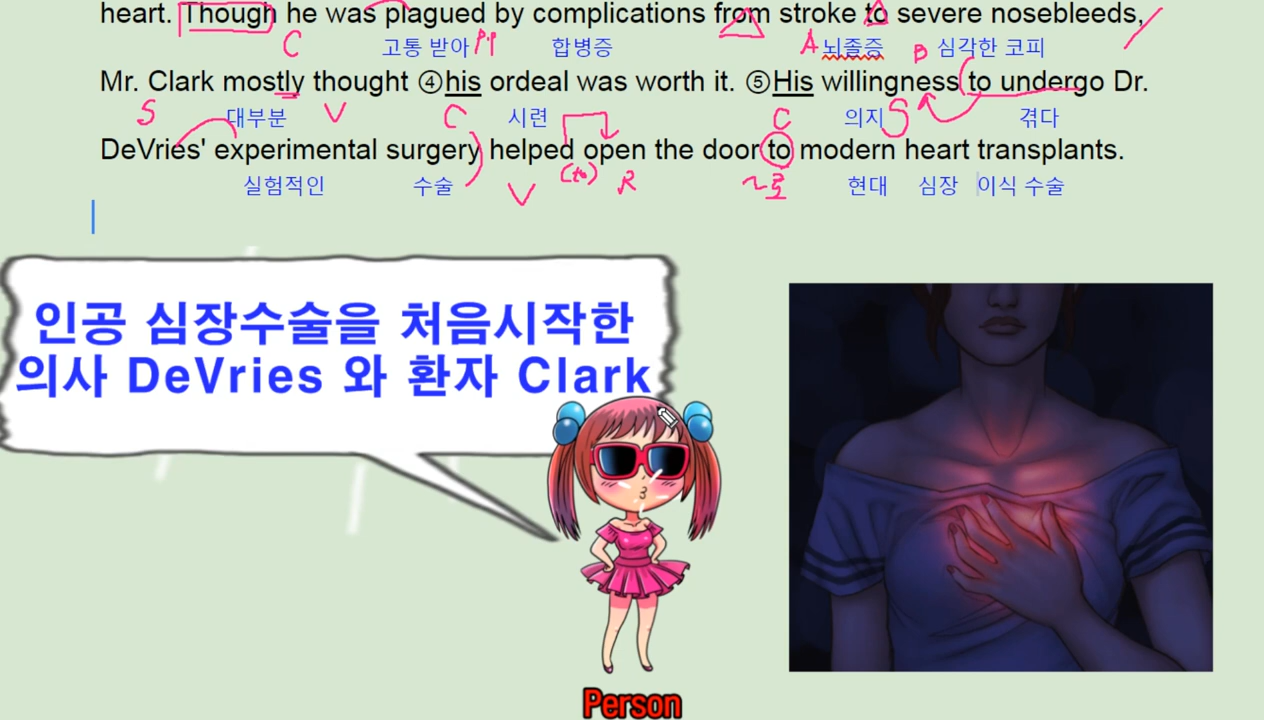 heart. Though he was plagued by complications from stroke to severe nosebleeds,
C 고통 받아 PP 합병증 A 뇌졸증 B 심각한 코피
Mr. Clark mostly thought ④his ordeal was worth it. ⑤His willingness to undergo Dr.
S 대부분 V C 시련 C 의지 S 겪다
DeVries' experimental surgery helped open the door to modern heart transplants.
실험적인 수술 V (to) R ~로 현대 심장 이식 수술
인공 심장수술을 처음시작한
의사 DeVries 와 환자 Clark
Person